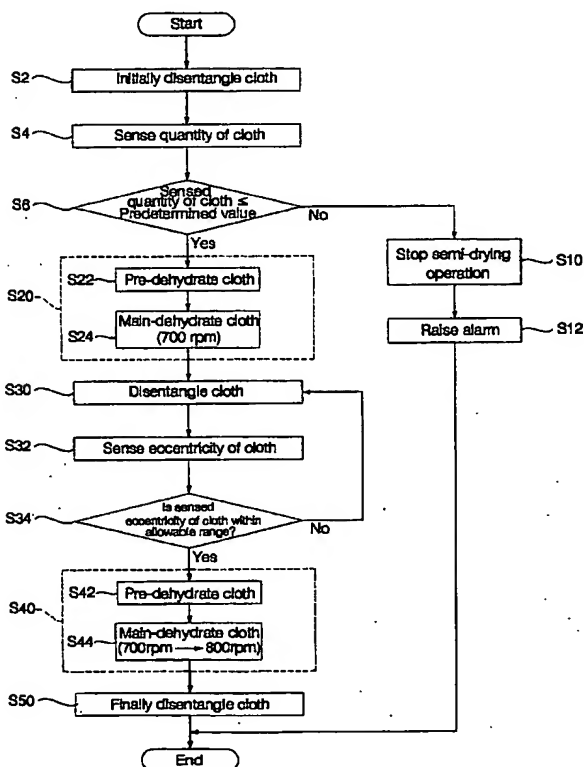 Start
S2
Initially disentangle cloth
S4
Sense quantity of cloth
S6
Sensed
quantity of cloth ≤
Predetermined value
No
Yes
S10
Stop semi-drying
operation
S12
Raise alarm
S20
S22
Pre-dehydrate cloth
S24
Main-dehydrate cloth
(700 rpm)
S30
Disentangle cloth
S32
Sense eccentricity of cloth
S34
Is sensed
eccentricity of cloth within
allowable range?
No
Yes
S40
S42
Pre-dehydrate cloth
S44
Main-dehydrate cloth
(700rpm → 800rpm)
S50
Finally disentangle cloth
End